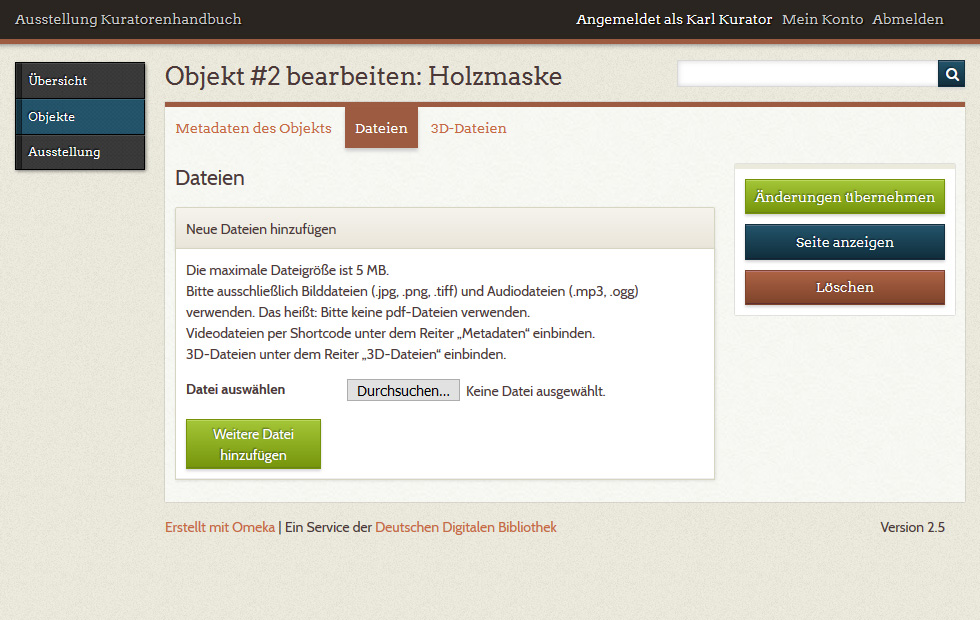 Ausstellung Kuratorenhandbuch
Angemeldet als Karl Kurator Mein Konto Abmelden
Übersicht
Objekte
Ausstellung
Objekt #2 bearbeiten: Holzmaske
Metadaten des Objekts Dateien 3D-Dateien
Dateien
Neue Dateien hinzufügen
Die maximale Dateigröße ist 5 MB.
Bitte ausschließlich Bilddateien (.jpg, .png, .tiff) und Audiodateien (.mp3, .ogg)
verwenden. Das heißt: Bitte keine pdf-Dateien verwenden.
Videodateien per Shortcode unter dem Reiter „Metadaten“ einbinden.
3D-Dateien unter dem Reiter „3D-Dateien“ einbinden.
Datei auswählen Durchsuchen... Keine Datei ausgewählt.
Weitere Datei
hinzufügen
Änderungen übernehmen
Seite anzeigen
Löschen
Erstellt mit Omeka | Ein Service der Deutschen Digitalen Bibliothek
Version 2.5